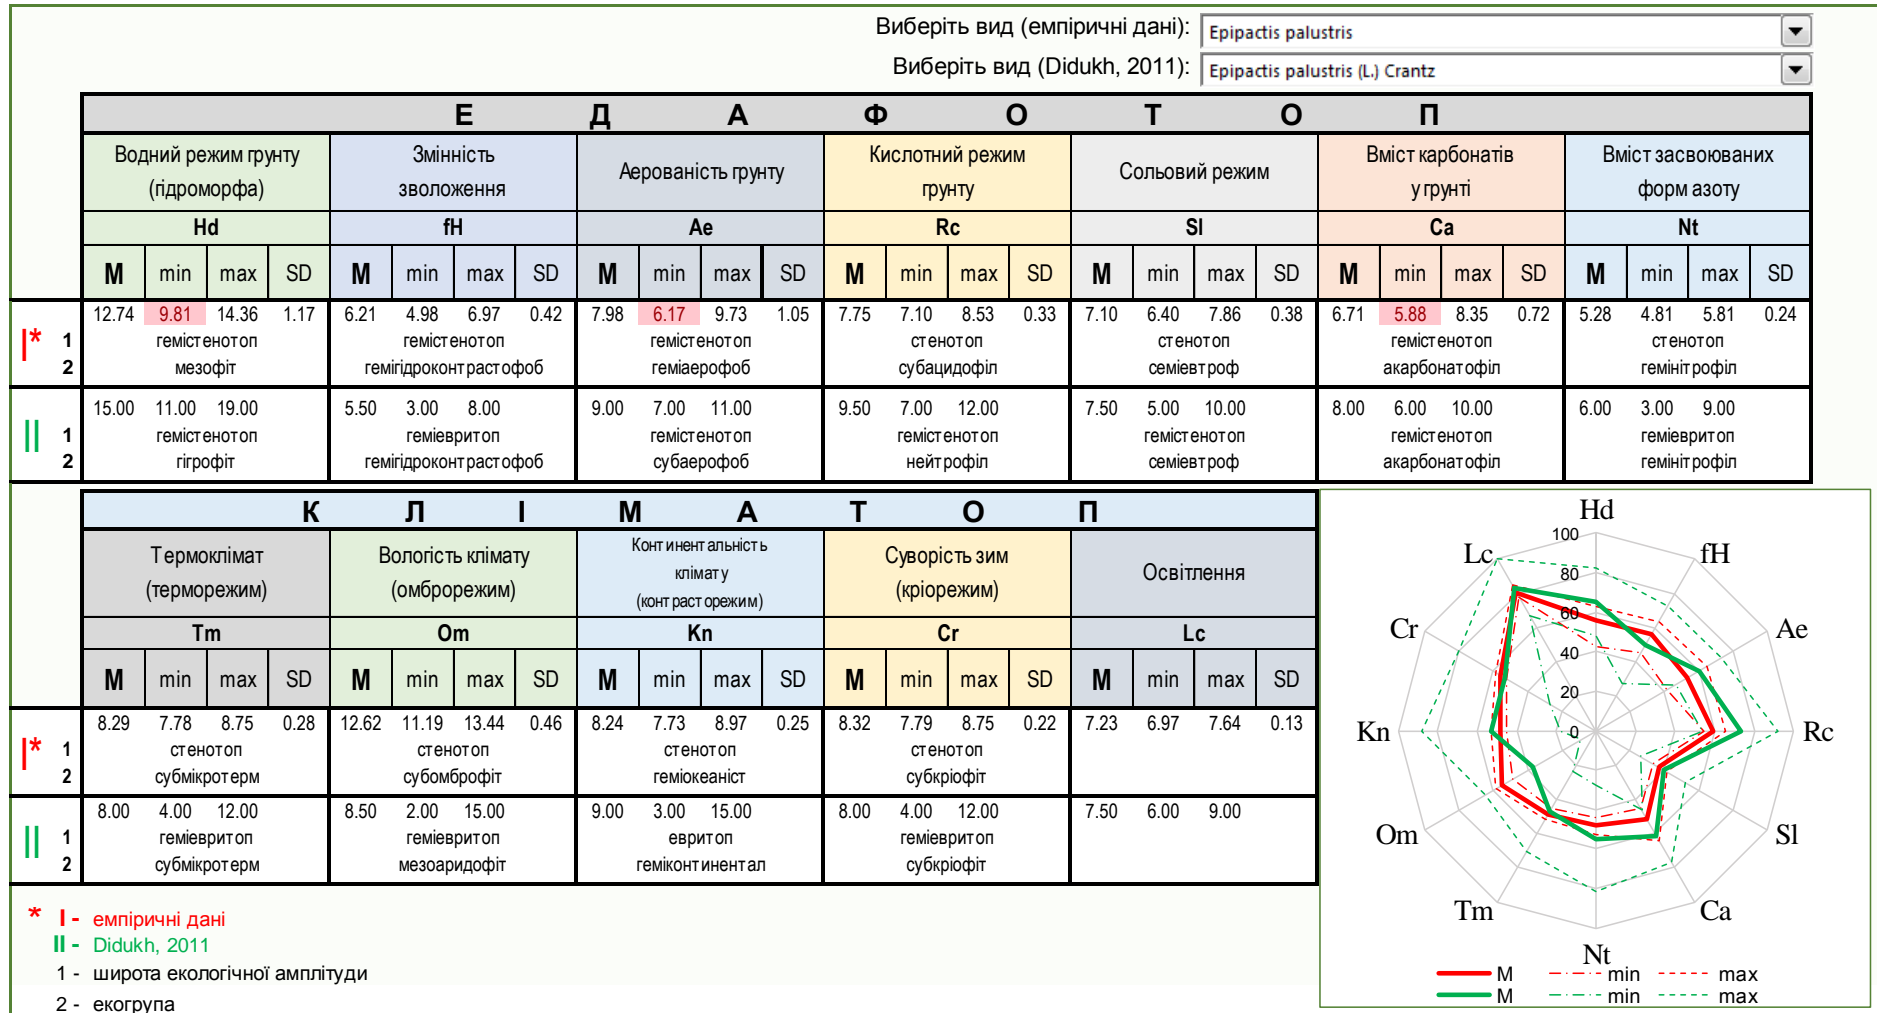 Виберіть вид (емпіричні дані): Epipactis palustris
Виберіть вид (Didukh, 2011): Epipactis palustris (L.) Crantz
Е Д А Ф О Т О П
Водний режим грунту (гідроморфа) Змінність зволоження Аерованість грунту Кислотний режим грунту Сольовий режим Вміст карбонатів у грунті Вміст засвоюваних форм азоту
Hd fH Ae Rc Sl Ca Nt
M min max SD M min max SD M min max SD M min max SD M min max SD M min max SD M min max SD
I* 1 2
12.74 9.81 14.36 1.17 6.21 4.98 6.97 0.42 7.98 6.17 9.73 1.05 7.75 7.10 8.53 0.33 7.10 6.40 7.86 0.38 6.71 5.88 8.35 0.72 5.28 4.81 5.81 0.24
гемістенотоп гемістенотоп гемістенотоп стенотоп стенотоп гемістенотоп стенотоп
мезофіт гемігідроконтрастофоб геміаерофоб субацидофіл семіевтроф акарбонатофіл гемінітрофіл
II 1 2
15.00 11.00 19.00 5.50 3.00 8.00 9.00 7.00 11.00 9.50 7.00 12.00 7.50 5.00 10.00 8.00 6.00 10.00 6.00 3.00 9.00
гемістенотоп геміевритоп гемістенотоп гемістенотоп гемістенотоп гемістенотоп геміевритоп
гігрофіт гемігідроконтрастофоб субаерофоб нейтрофіл семіевтроф акарбонатофіл гемінітрофіл
К Л І М А Т О П
Термоклімат (терморежим) Вологість клімату (омброрежим) Континентальність клімату (контрасторежим) Суворість зим (кріорежим) Освітлення
Tm Om Kn Cr Lc
M min max SD M min max SD M min max SD M min max SD M min max SD
I* 1 2
8.29 7.78 8.75 0.28 12.62 11.19 13.44 0.46 8.24 7.73 8.97 0.25 8.32 7.79 8.75 0.22 7.23 6.97 7.64 0.13
стенотоп стенотоп стенотоп стенотоп
субмікротерм субомброфіт геміокеаніст субкріофіт
II 1 2
8.00 4.00 12.00 8.50 2.00 15.00 9.00 3.00 15.00 8.00 4.00 12.00 7.50 6.00 9.00
геміевритоп геміевритоп евритоп геміевритоп
субмікротерм мезоаридофіт геміконтинентал субкріофіт
* I - емпіричні дані
II - Didukh, 2011
1 - широта екологічної амплітуди
2 - екогрупа
Hd
100
Lc fH
80
60
Cr Ae
40
20
Kn 0 Rc
Om Sl
Tm Ca
Nt
M min max
M min max